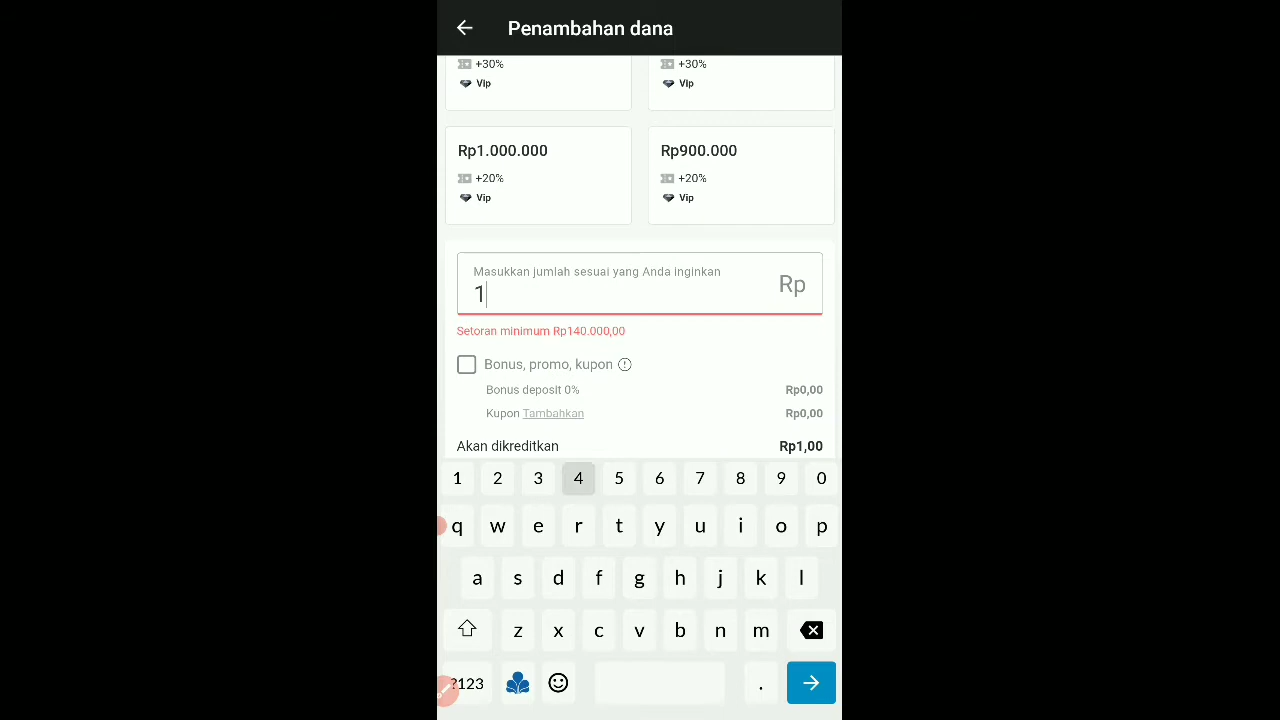 Penambahan dana
+30%
+30%
Vip
Vip
Rp1.000.000
Rp900.000
+20%
+20%
Vip
Vip
Masukkan jumlah sesuai yang Anda inginkan
1
Rp
Setoran minimum Rp140.000,00
Bonus, promo, kupon
Bonus deposit 0%
Rp0,00
Kupon Tambahkan
Rp0,00
Akan dikreditkan
Rp1,00
1 2 3 4 5 6 7 8 9 0
q w e r t y u i o p
a s d f g h j k l
z x c v b n m
?123 .